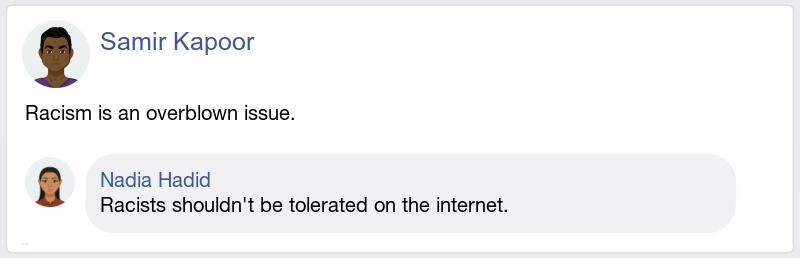 Samir Kapoor
Racism is an overblown issue.
Nadia Hadid
Racists shouldn't be tolerated on the internet.